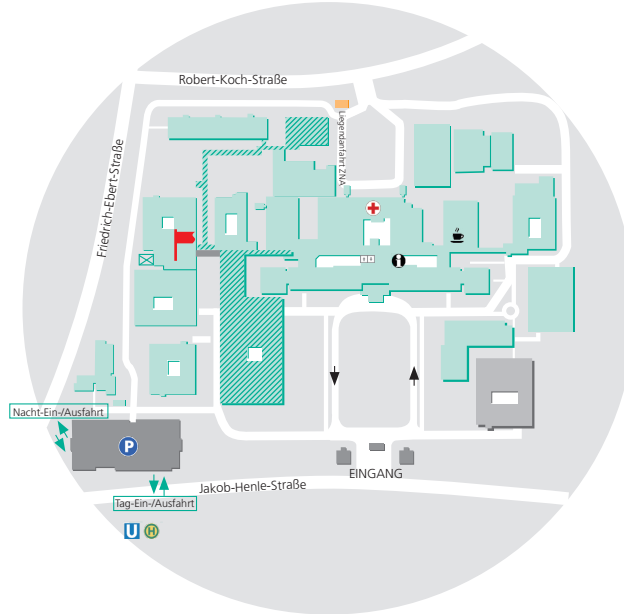 Robert-Koch-Straße
Liegendanfahrt ZNA
Friedrich-Ebert-Straße
Nacht-Ein-/Ausfahrt
P
EINGANG
Jakob-Henle-Straße
Tag-Ein-/Ausfahrt
U H